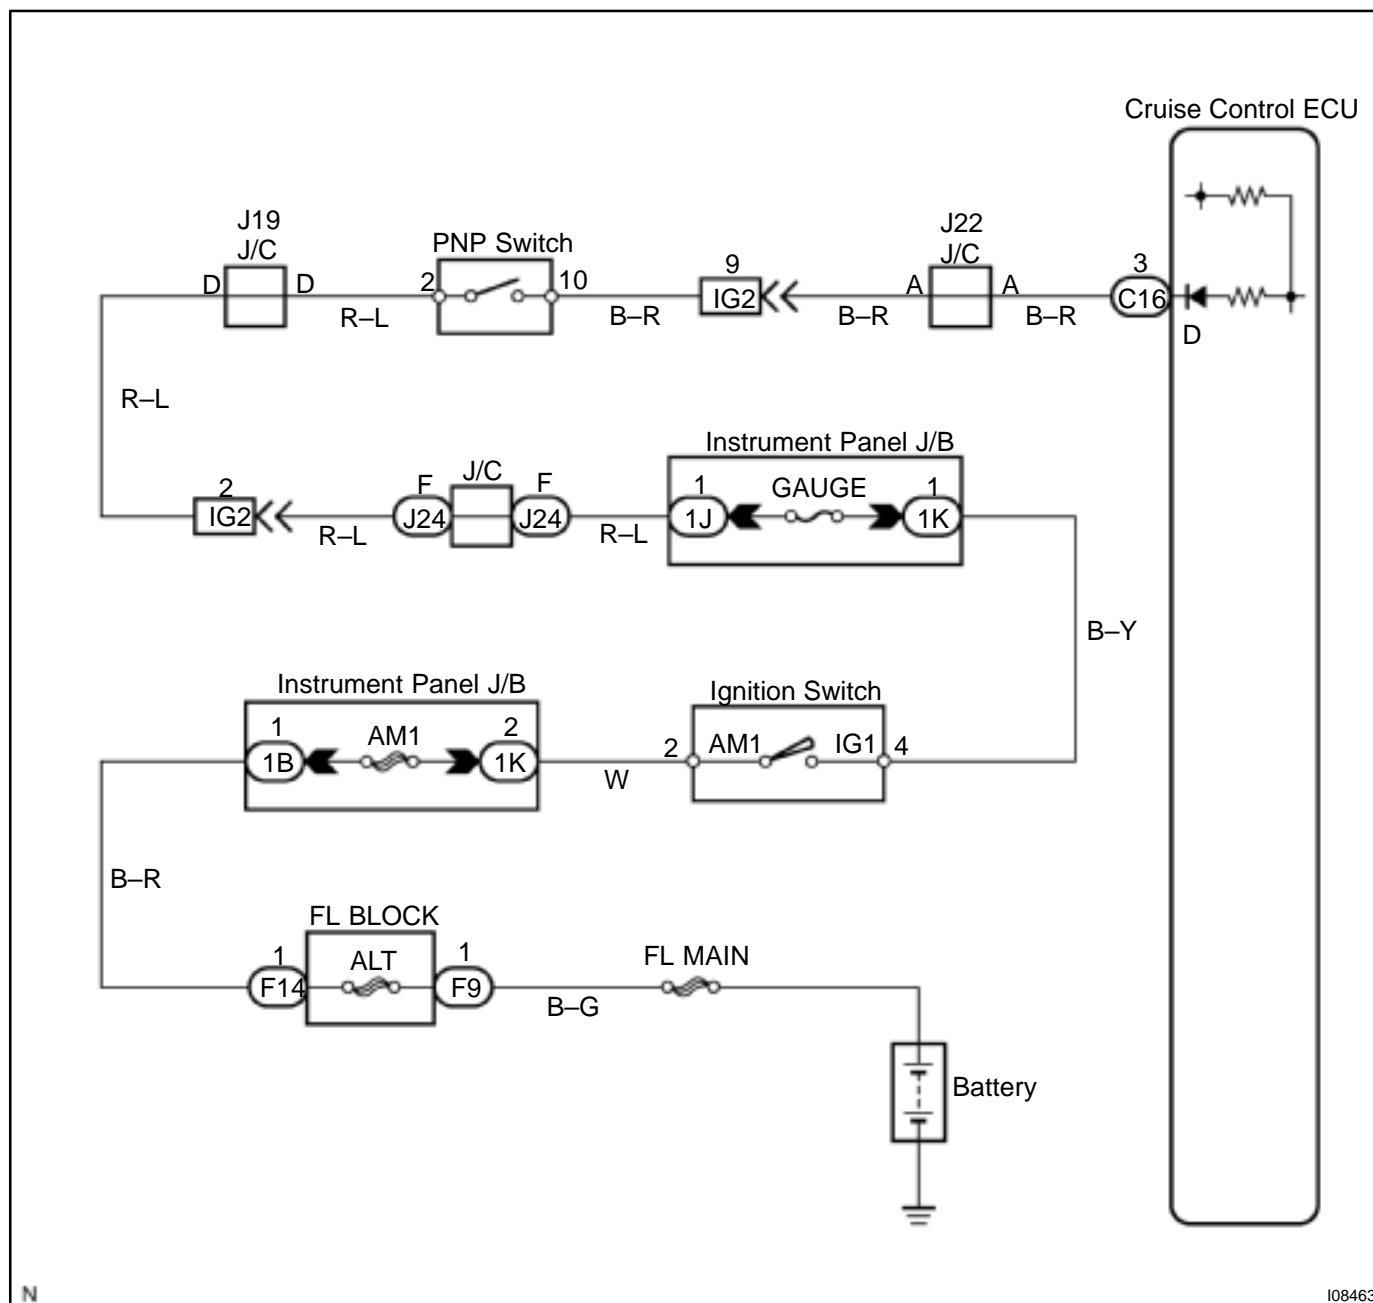 Cruise Control ECU
J19
J/C
PNP Switch
J22
J/C
9
3
D
D
2
10
IG2
A
A
C16
R–L
B–R
B–R
B–R
D
R–L
Instrument Panel J/B
2
F
J/C
F
1
GAUGE
1
IG2
J24
J24
1J
1K
R–L
R–L
B–Y
Instrument Panel J/B
Ignition Switch
1
AM1
2
2
AM1
IG1
4
1B
1K
W
B–R
FL BLOCK
1
ALT
1
FL MAIN
F14
F9
B–G
Battery
N
I08463